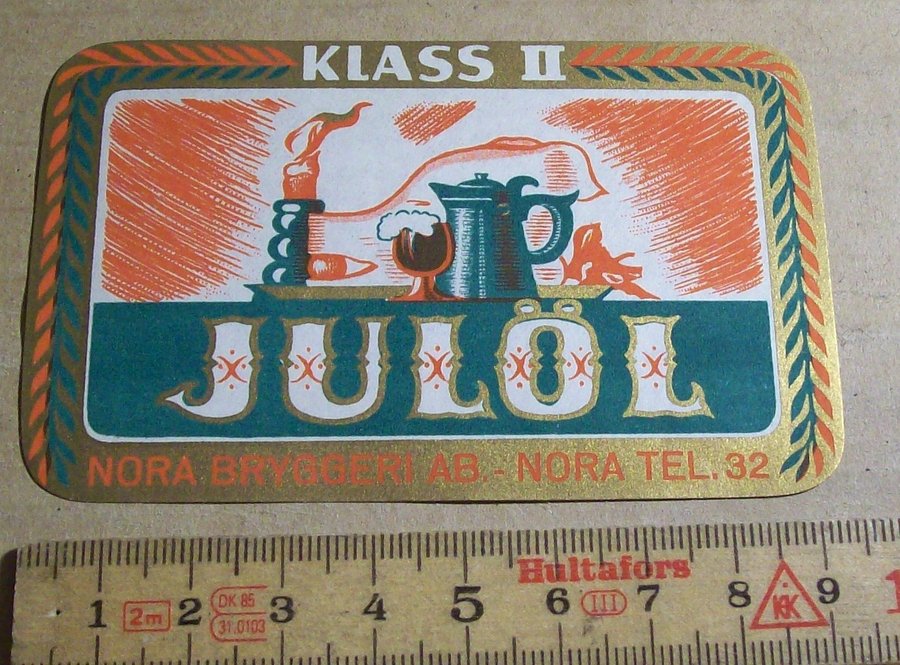 KLASS II
JULÖL
NORA BRYGGERI AB.- NORA TEL.32
Hultafors
1 2m 2 DK 85 3 4 5 6 III 7 8 KK 9 1
31.0103